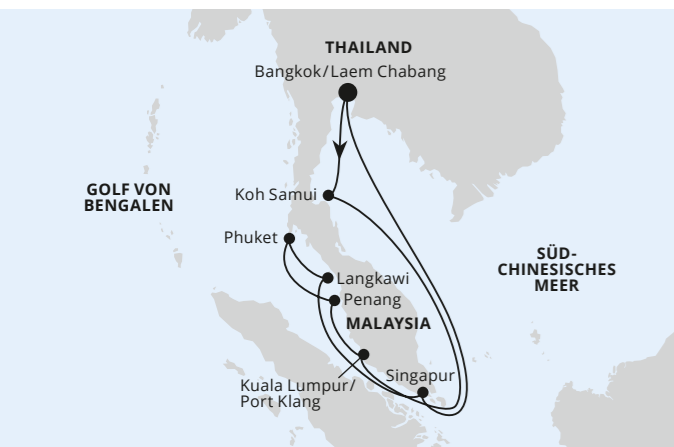 THAILAND
Bangkok/Laem Chabang
GOLF VON
BENGALEN
Koh Samui
Phuket
SÜD-
CHINESISCHES
MEER
Langkawi
Penang
MALAYSIA
Singapur
Kuala Lumpur/
Port Klang